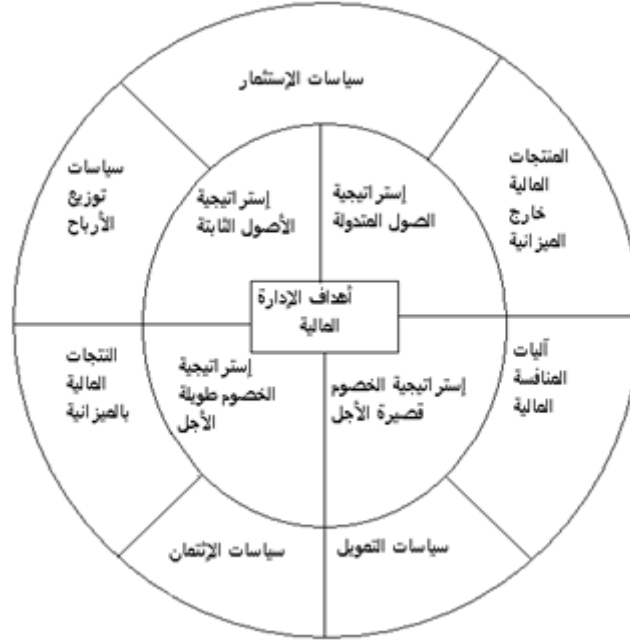 سياسات الإستثمار
المنتجات
المالية
خارج
الميزانية
سياسات
توزيع
الأرباح
إستراتيجية
الصول المتدولة
إستراتيجية
الأصول الثابتة
أهداف الإدارة
المالية
آليات
المنافسة
المالية
النتجات
المالية
بالميزانية
إستراتيجية الخصوم
قصيرة الأجل
إستراتيجية
الخصوم طويلة
الأجل
سياسات التمويل
سياسات الإئتمان